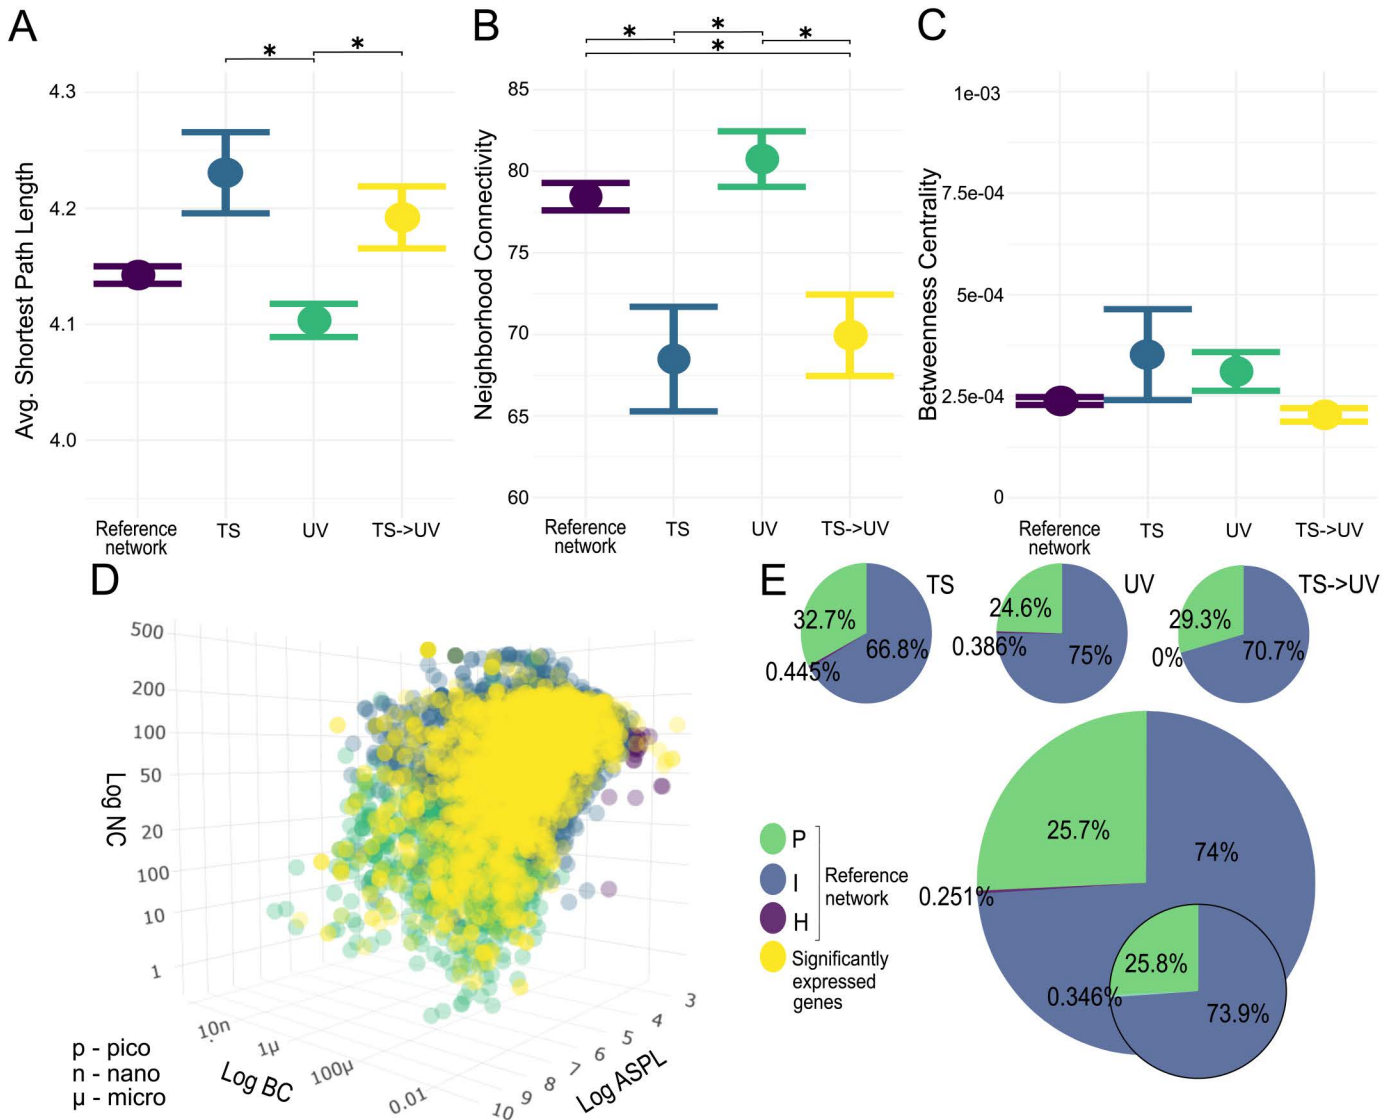 A
*
*
Avg. Shortest Path Length
4.3
4.2
4.1
4.0
Reference
network
TS
UV
TS->UV
B
*
*
*
*
Neighborhood Connectivity
85
80
75
70
65
60
Reference
network
TS
UV
TS->UV
C
Betweenness Centrality
1e-03
7.5e-04
5e-04
2.5e-04
0
Reference
network
TS
UV
TS->UV
D
Log NC
500
200
100
50
20
100
10
1
10n
1μ
100μ
0.01
Log BC
10
9
8
7
6
5
4
3
Log ASPL
p - pico
n - nano
μ - micro
E
TS
32.7%
66.8%
0.445%
UV
24.6%
0.386%
75%
TS->UV
29.3%
0%
70.7%
P
I
H
Reference
network
Significantly
expressed
genes
25.7%
74%
0.251%
25.8%
0.346%
73.9%